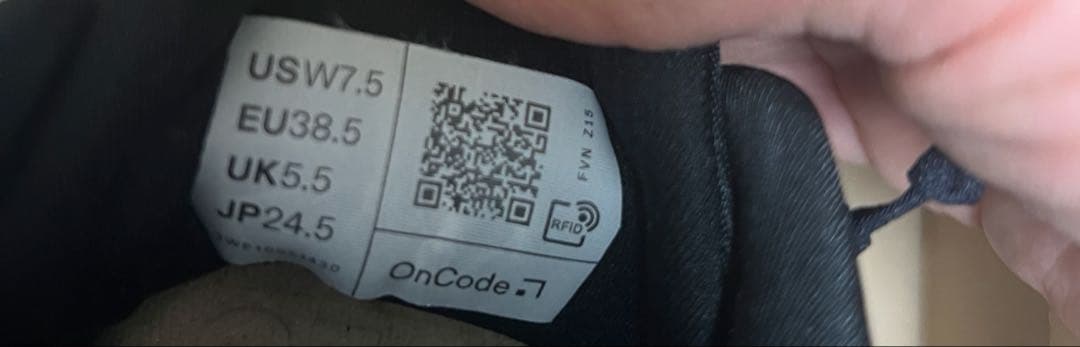 USW7.5
EU38.5
UK5.5
JP24.5
FVN Z15
RFID
OnCode